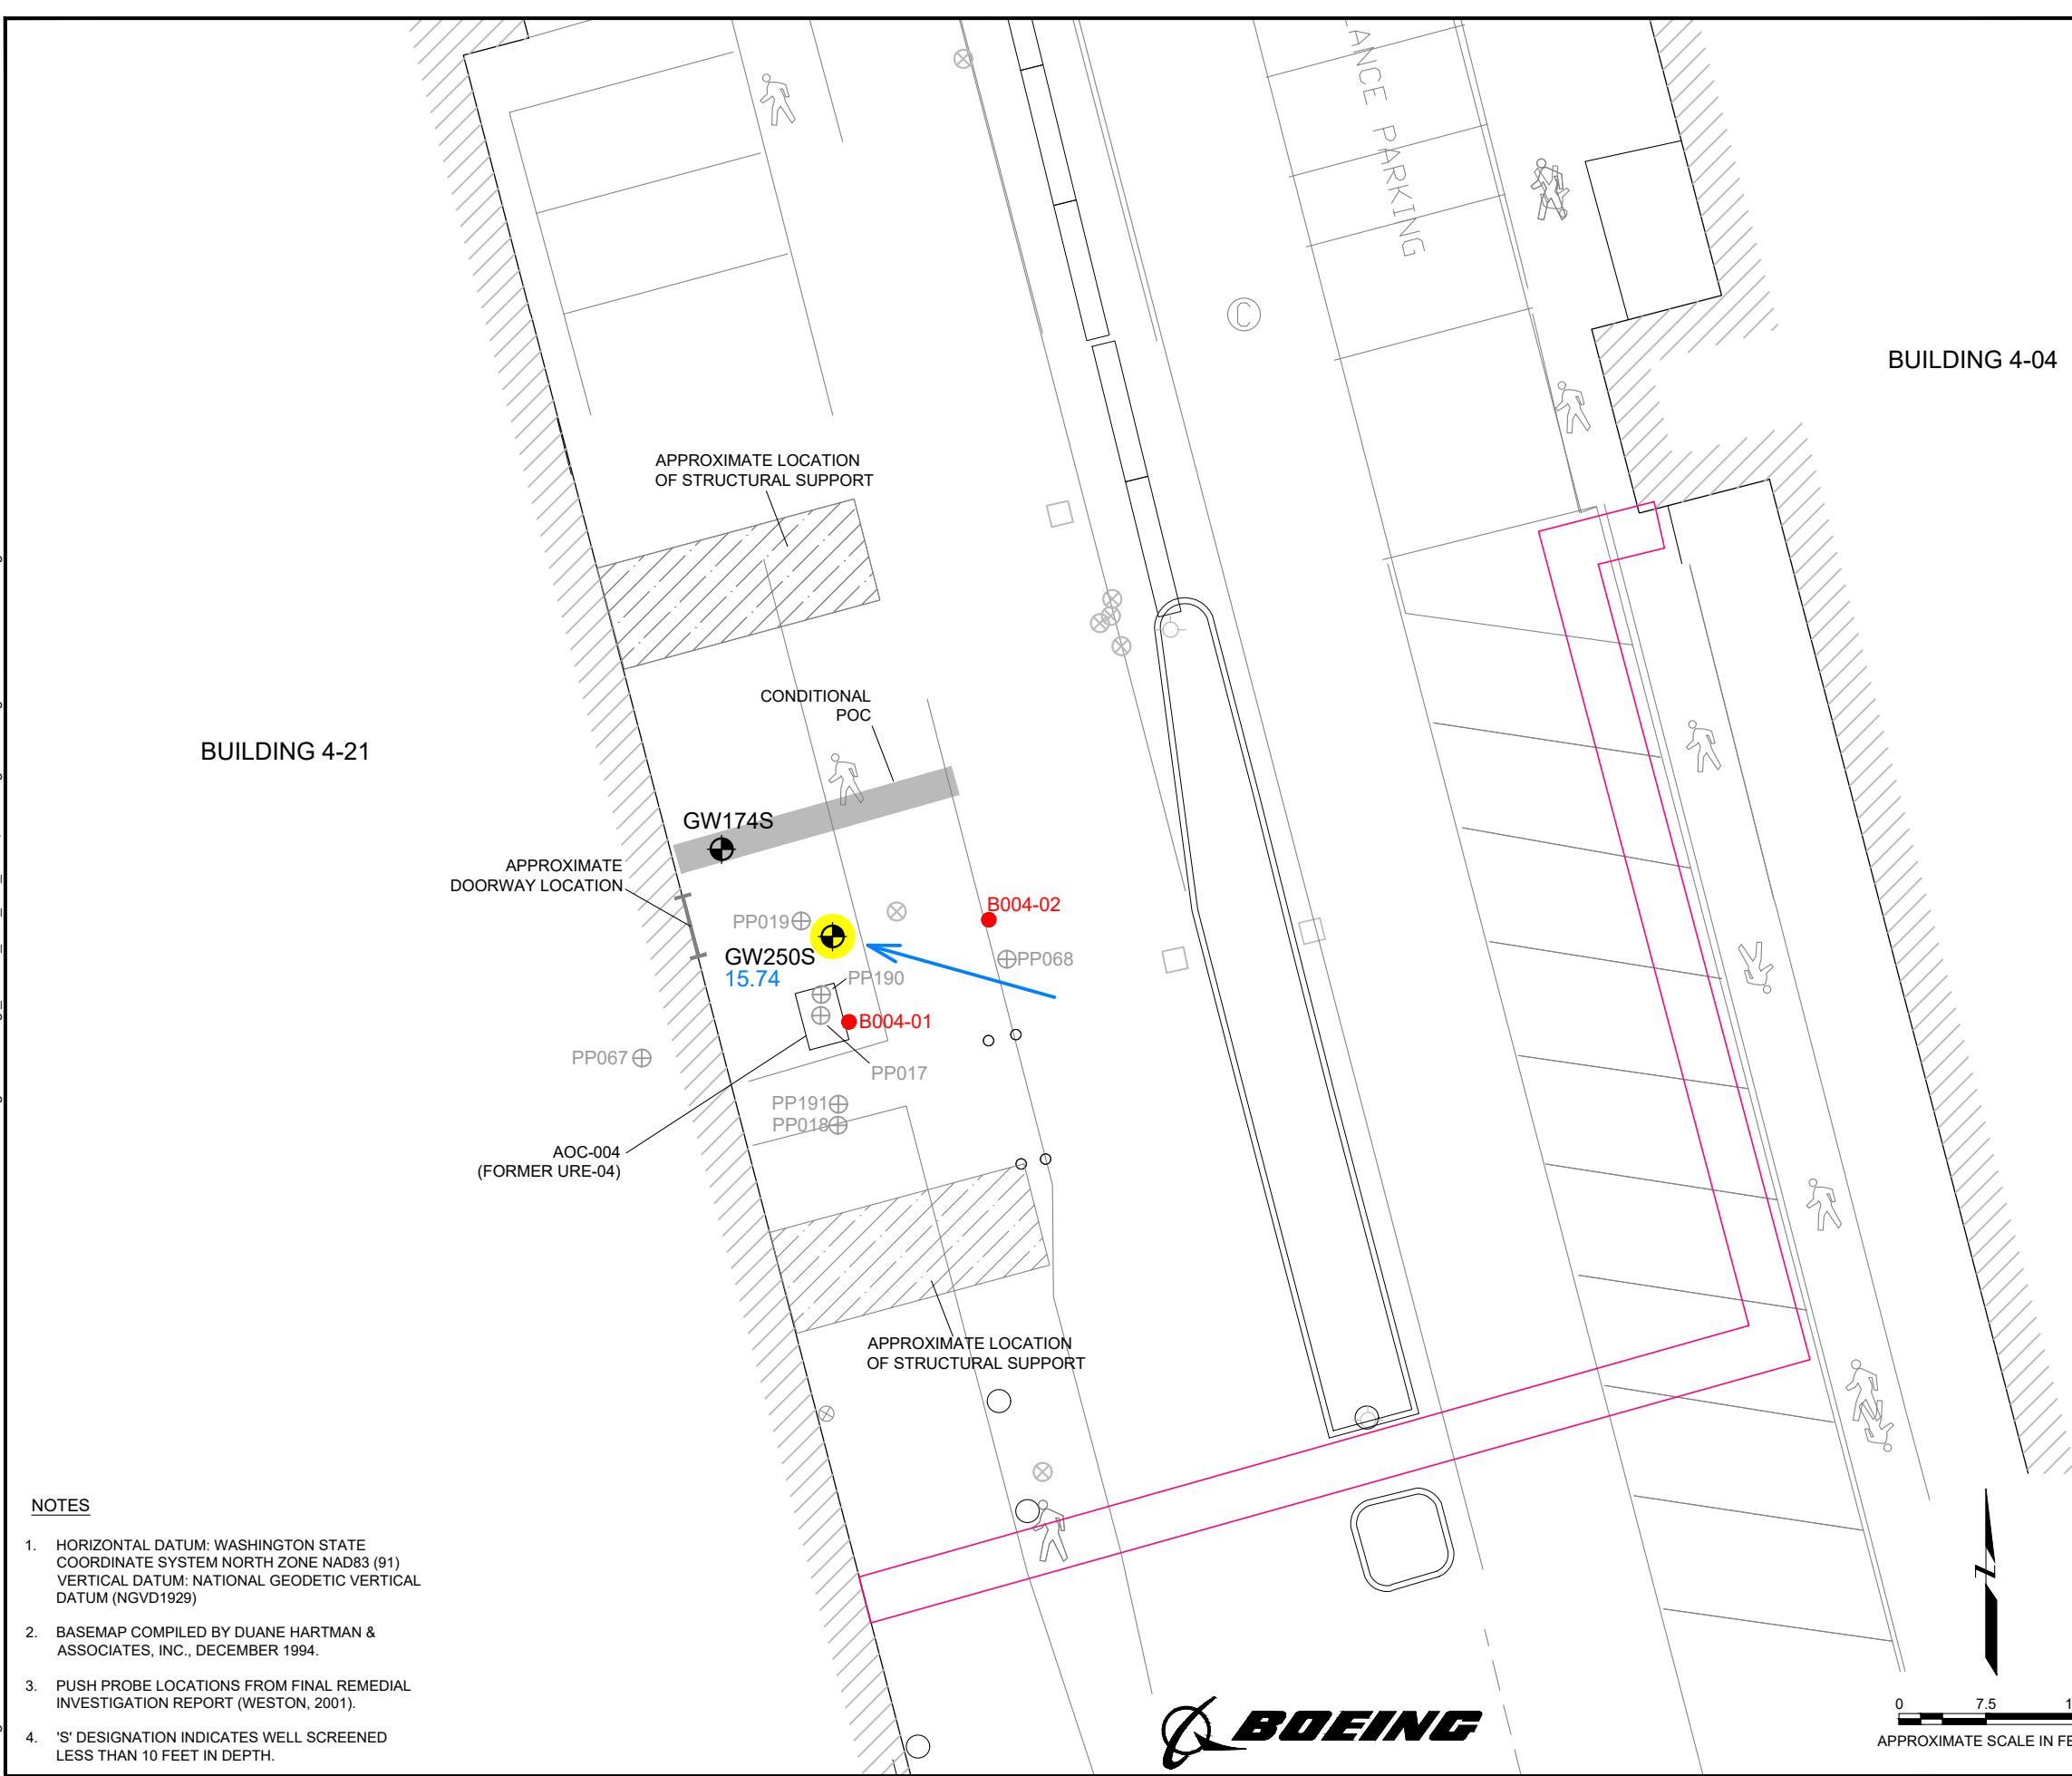 ANCE PARKING
C
BUILDING 4-04
APPROXIMATE LOCATION
OF STRUCTURAL SUPPORT
CONDITIONAL
POC
BUILDING 4-21
GW174S
APPROXIMATE
DOORWAY LOCATION
B004-02
PP019
GW250S
15.74
PP068
PP190
B004-01
PP067
PP017
PP191
PP018
AOC-004
(FORMER URE-04)
APPROXIMATE LOCATION
OF STRUCTURAL SUPPORT
NOTES
1. HORIZONTAL DATUM: WASHINGTON STATE
COORDINATE SYSTEM NORTH ZONE NAD83 (91)
VERTICAL DATUM: NATIONAL GEODETIC VERTICAL
DATUM (NGVD1929)
2. BASEMAP COMPILED BY DUANE HARTMAN &
ASSOCIATES, INC., DECEMBER 1994.
3. PUSH PROBE LOCATIONS FROM FINAL REMEDIAL
INVESTIGATION REPORT (WESTON, 2001).
4. 'S' DESIGNATION INDICATES WELL SCREENED
LESS THAN 10 FEET IN DEPTH.
BOEING
Z
0 7.5 1
APPROXIMATE SCALE IN FE